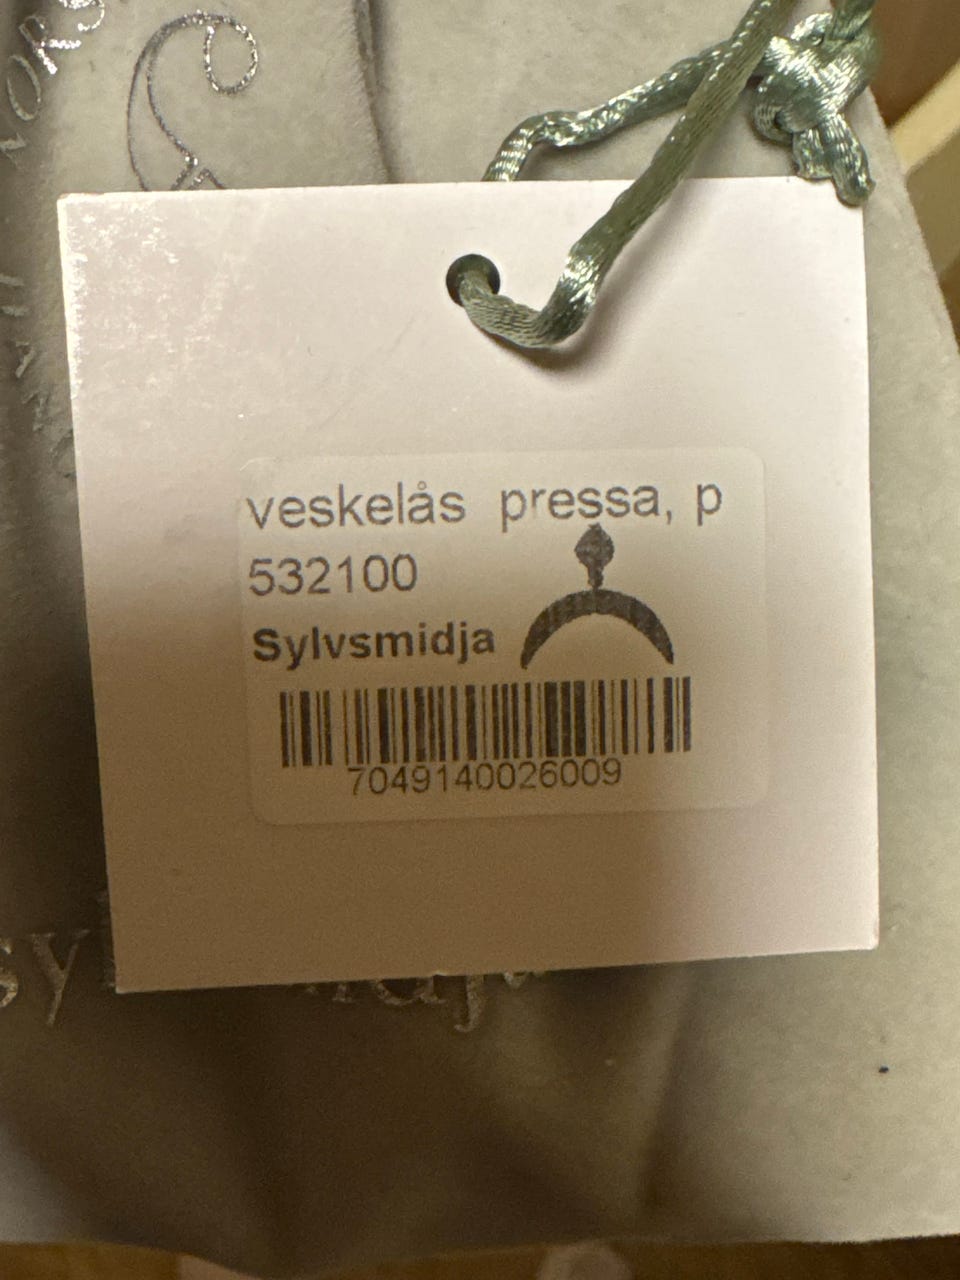 veskelås pressa, p
532100
Sylvsmidja
7049140026009